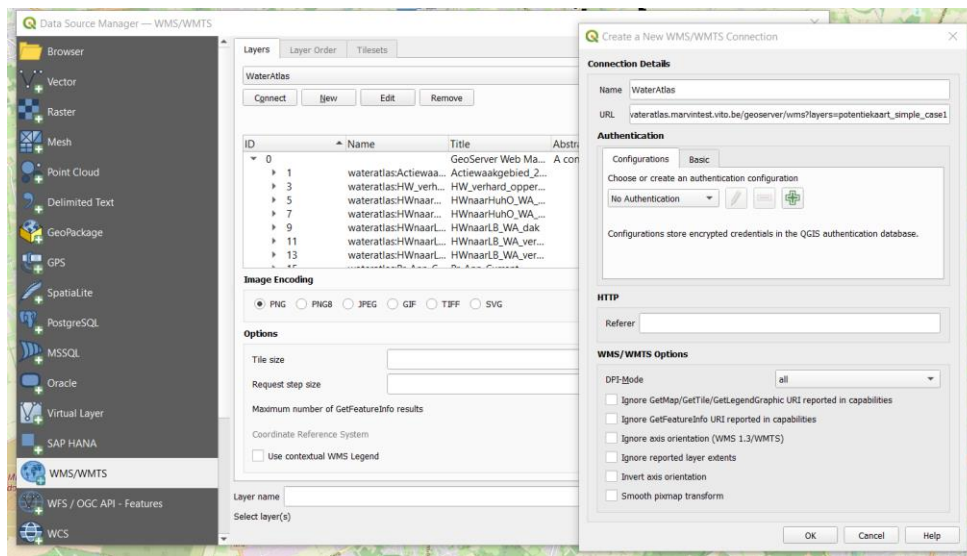 Data Source Manager — WMS/WMTS
Browser
Vector
Raster
Mesh
Point Cloud
Delimited Text
GeoPackage
GPS
SpatiaLite
PostgreSQL
MSSQL
Oracle
Virtual Layer
SAP HANA
WMS/WMTS
WFS / OGC API - Features
WCS
Layers Layer Order Tilesets
WaterAtlas
Connect New Edit Remove
ID Name Title Abstra
0 GeoServer Web Ma... A con
1 wateratlas:Actiewaa... Actiewaakgebied_2...
3 wateratlas:HW_verh... HW_verhard_opper...
5 wateratlas:HWnaar... HWnaarHuhO_WA_...
7 wateratlas:HWnaar... HWnaarHuhO_WA_...
9 wateratlas:HWnaarL... HWnaarLB_WA_dak
11 wateratlas:HWnaarL... HWnaarLB_WA_ver...
13 wateratlas:HWnaarL... HWnaarLB_WA_ver...
Image Encoding
PNG PNG8 JPEG GIF TIFF SVG
Options
Tile size
Request step size
Maximum number of GetFeatureInfo results
Coordinate Reference System
Use contextual WMS Legend
Layer name
Select layer(s)
Create a New WMS/WMTS Connection
Connection Details
Name WaterAtlas
URL vateratlas.marvintest.vito.be/geoserver/wms?layers=potentiekaart_simple_case1
Authentication
Configurations Basic
Choose or create an authentication configuration
No Authentication
Configurations store encrypted credentials in the QGIS authentication database.
HTTP
Referer
WMS/WMTS Options
DPI-Mode all
Ignore GetMap/GetTile/GetLegendGraphic URI reported in capabilities
Ignore GetFeatureInfo URI reported in capabilities
Ignore axis orientation (WMS 1.3/WMTS)
Ignore reported layer extents
Invert axis orientation
Smooth pixmap transform
OK Cancel Help